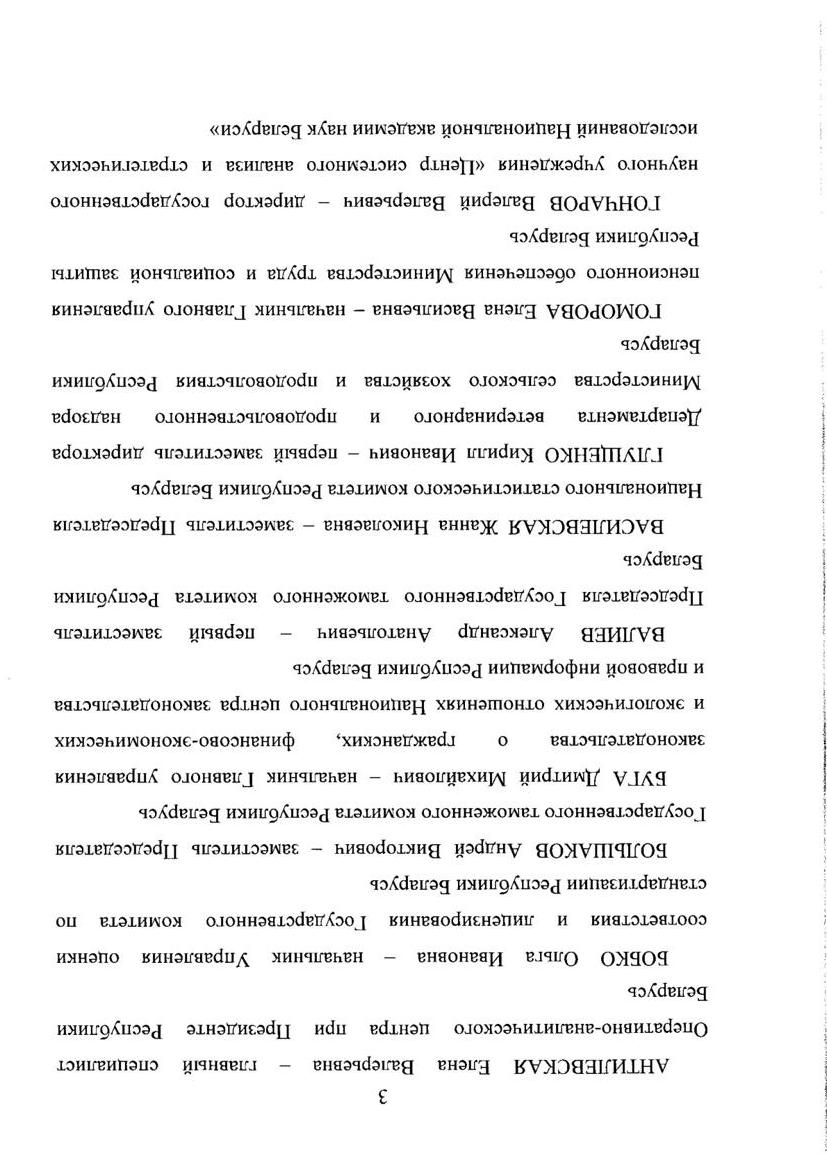 3
АНТИЛЕВСКАЯ Елена Валерьевна – главный специалист
Оперативно-аналитического центра при Президенте Республики
Беларусь
БОБКО Ольга Ивановна – начальник Управления оценки
соответствия и лицензирования Государственного комитета по
стандартизации Республики Беларусь
БОЛЬШАКОВ Андрей Викторович – заместитель Председателя
Государственного таможенного комитета Республики Беларусь
БУГА Дмитрий Михайлович – начальник Главного управления
законодательства о гражданских, финансово-экономических
и экологических отношениях Национального центра законодательства
и правовой информации Республики Беларусь
ВАЛИЕВ Александр Анатольевич – первый заместитель
Председателя Государственного таможенного комитета Республики
Беларусь
ВАСИЛЕВСКАЯ Жанна Николаевна – заместитель Председателя
Национального статистического комитета Республики Беларусь
ГЛУЩЕНКО Кирилл Иванович – первый заместитель директора
Департамента ветеринарного и продовольственного надзора
Министерства сельского хозяйства и продовольствия Республики
Беларусь
ГОМОРОВА Елена Васильевна – начальник Главного управления
пенсионного обеспечения Министерства труда и социальной защиты
Республики Беларусь
ГОНЧАРОВ Валерий Валерьевич – директор государственного
научного учреждения «Центр системного анализа и стратегических
исследований Национальной академии наук Беларуси»